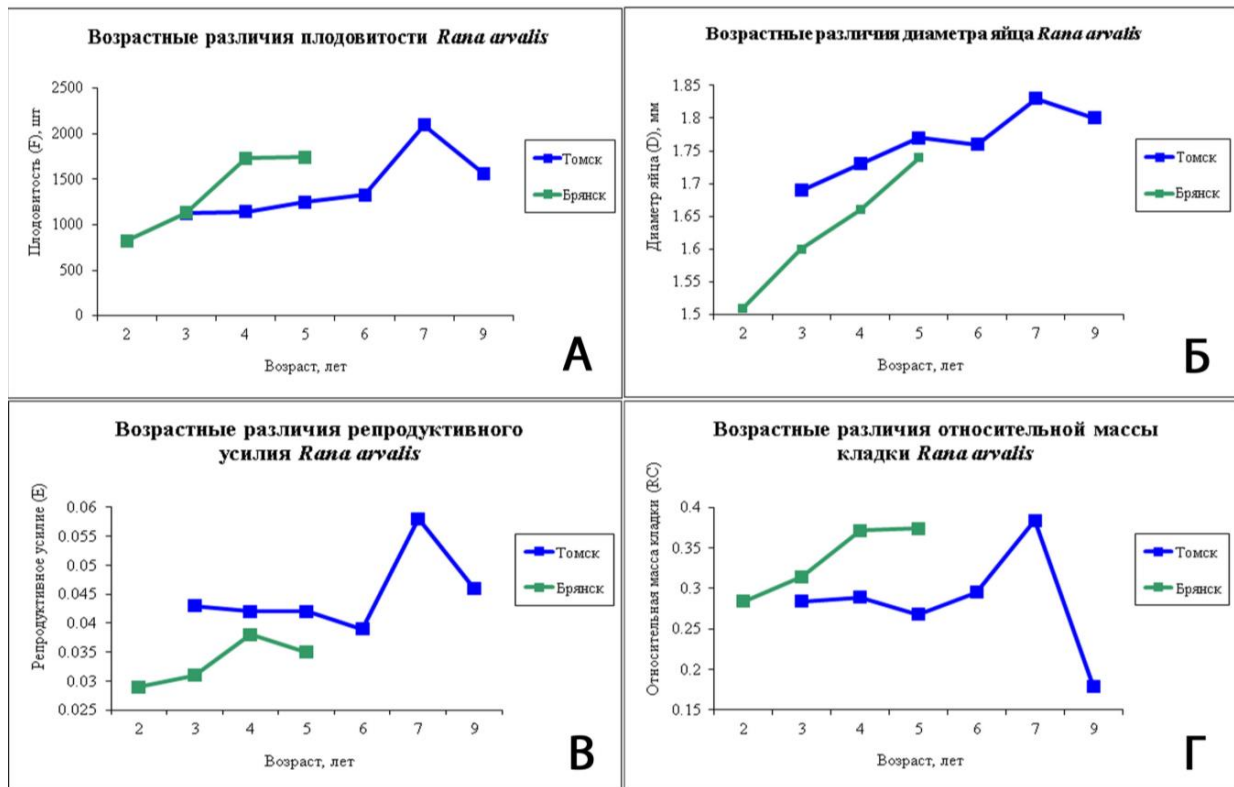 Возрастные различия плодовитости Rana arvalis
Плодовитость (F), шт
2500
2000
1500
1000
500
0
2 3 4 5 6 7 9
Возраст, лет
Томск
Брянск
А
Возрастные различия диаметра яйца Rana arvalis
Диаметр яйца (D), мм
1.85
1.8
1.75
1.7
1.65
1.6
1.55
1.5
2 3 4 5 6 7 9
Возраст, лет
Томск
Брянск
Б
Возрастные различия репродуктивного
усилия Rana arvalis
Репродуктивное усилие (E)
0.06
0.055
0.05
0.045
0.04
0.035
0.03
0.025
2 3 4 5 6 7 9
Возраст, лет
Томск
Брянск
В
Возрастные различия относительной массы
кладки Rana arvalis
Относительная масса кладки (RC)
0.4
0.35
0.3
0.25
0.2
0.15
2 3 4 5 6 7 9
Возраст, лет
Томск
Брянск
Г